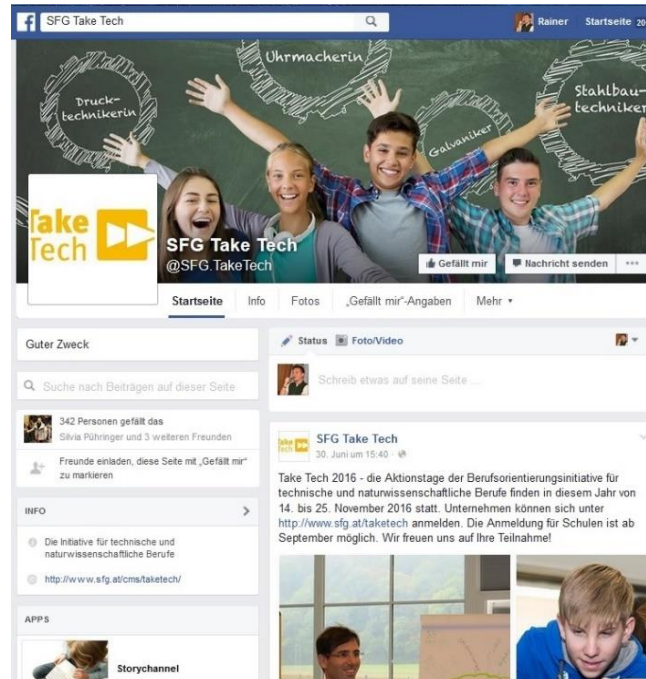 SFG Take Tech
Rainer
Startseite
Druck-
technikerin
Uhrmacherin
Galvaniker
Stahlbau-
techniker
Take
Tech
SFG Take Tech
@SFG.TakeTech
Gefällt mir
Nachricht senden
Startseite
Info
Fotos
„Gefällt mir“-Angaben
Mehr
Guter Zweck
Suche nach Beiträgen auf dieser Seite
342 Personen gefällt das
Silvia Pühringer und 3 weiteren Freunden
Freunde einladen, diese Seite mit „Gefällt mir“
zu markieren
INFO
Die Initiative für technische und
naturwissenschaftliche Berufe
http://www.sfg.at/cms/taketech/
APPS
Storychannel
Status
Foto/Video
Schreib etwas auf seine Seite ...
SFG Take Tech
30. Juni um 15:40 ·
Take Tech 2016 - die Aktionstage der Berufsorientierungsinitiative für
technische und naturwissenschaftliche Berufe finden in diesem Jahr von
14. bis 25. November 2016 statt. Unternehmen können sich unter
http://www.sfg.at/taketech anmelden. Die Anmeldung für Schulen ist ab
September möglich. Wir freuen uns auf Ihre Teilnahme!